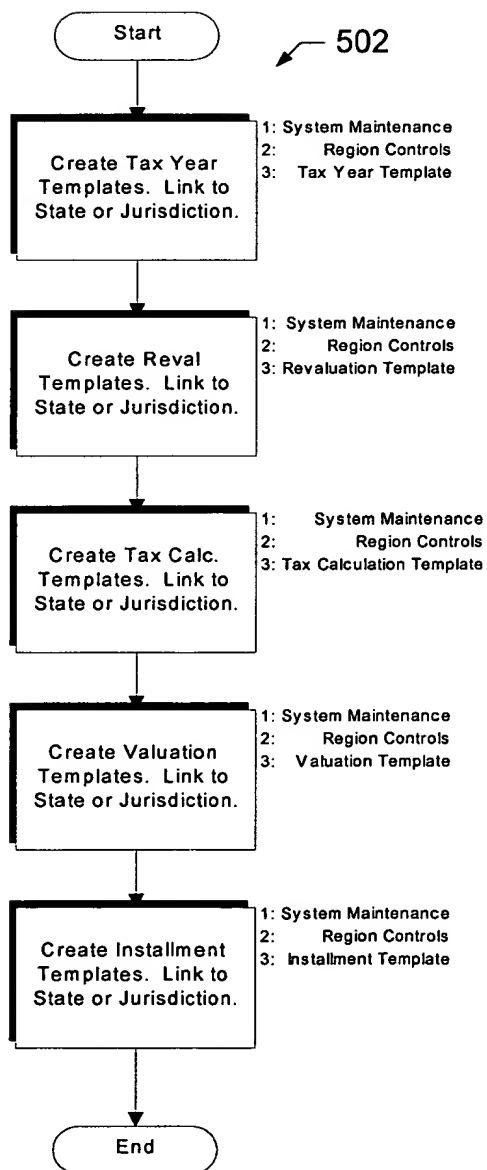 Start
502
Create Tax Year
Templates. Link to
State or Jurisdiction.
1: System Maintenance
2: Region Controls
3: Tax Year Template
Create Reval
Templates. Link to
State or Jurisdiction.
1: System Maintenance
2: Region Controls
3: Revaluation Template
Create Tax Calc.
Templates. Link to
State or Jurisdiction.
1: System Maintenance
2: Region Controls
3: Tax Calculation Template
Create Valuation
Templates. Link to
State or Jurisdiction.
1: System Maintenance
2: Region Controls
3: Valuation Template
Create Installment
Templates. Link to
State or Jurisdiction.
1: System Maintenance
2: Region Controls
3: Installment Template
End